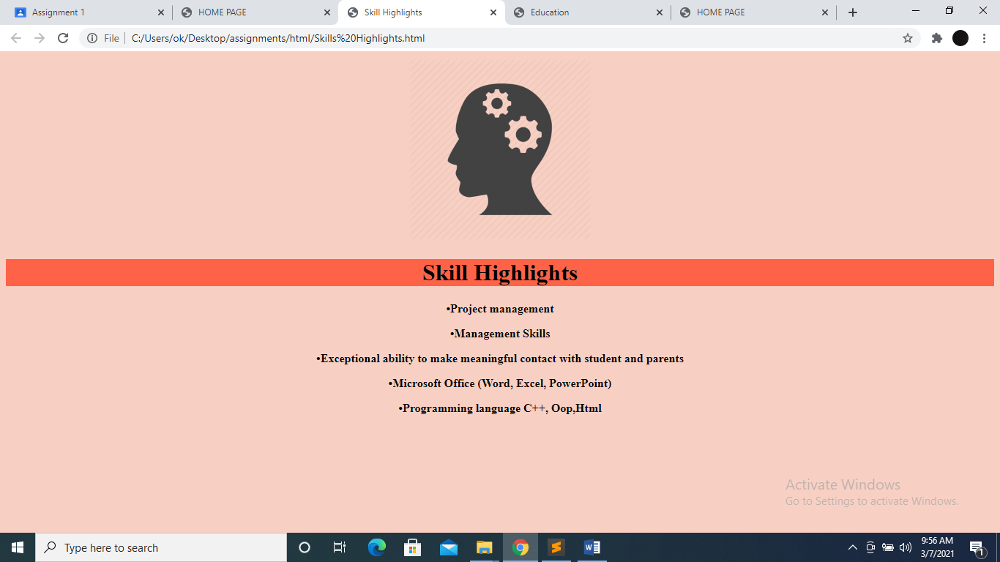 Assignment 1
HOME PAGE
Skill Highlights
Education
HOME PAGE
File
C:/Users/ok/Desktop/assignments/html/Skills%20Highlights.html
Skill Highlights
•Project management
•Management Skills
•Exceptional ability to make meaningful contact with student and parents
•Microsoft Office (Word, Excel, PowerPoint)
•Programming language C++, Oop,Html
Activate Windows
Go to Settings to activate Windows.
Type here to search
9:56 AM
3/7/2021
1